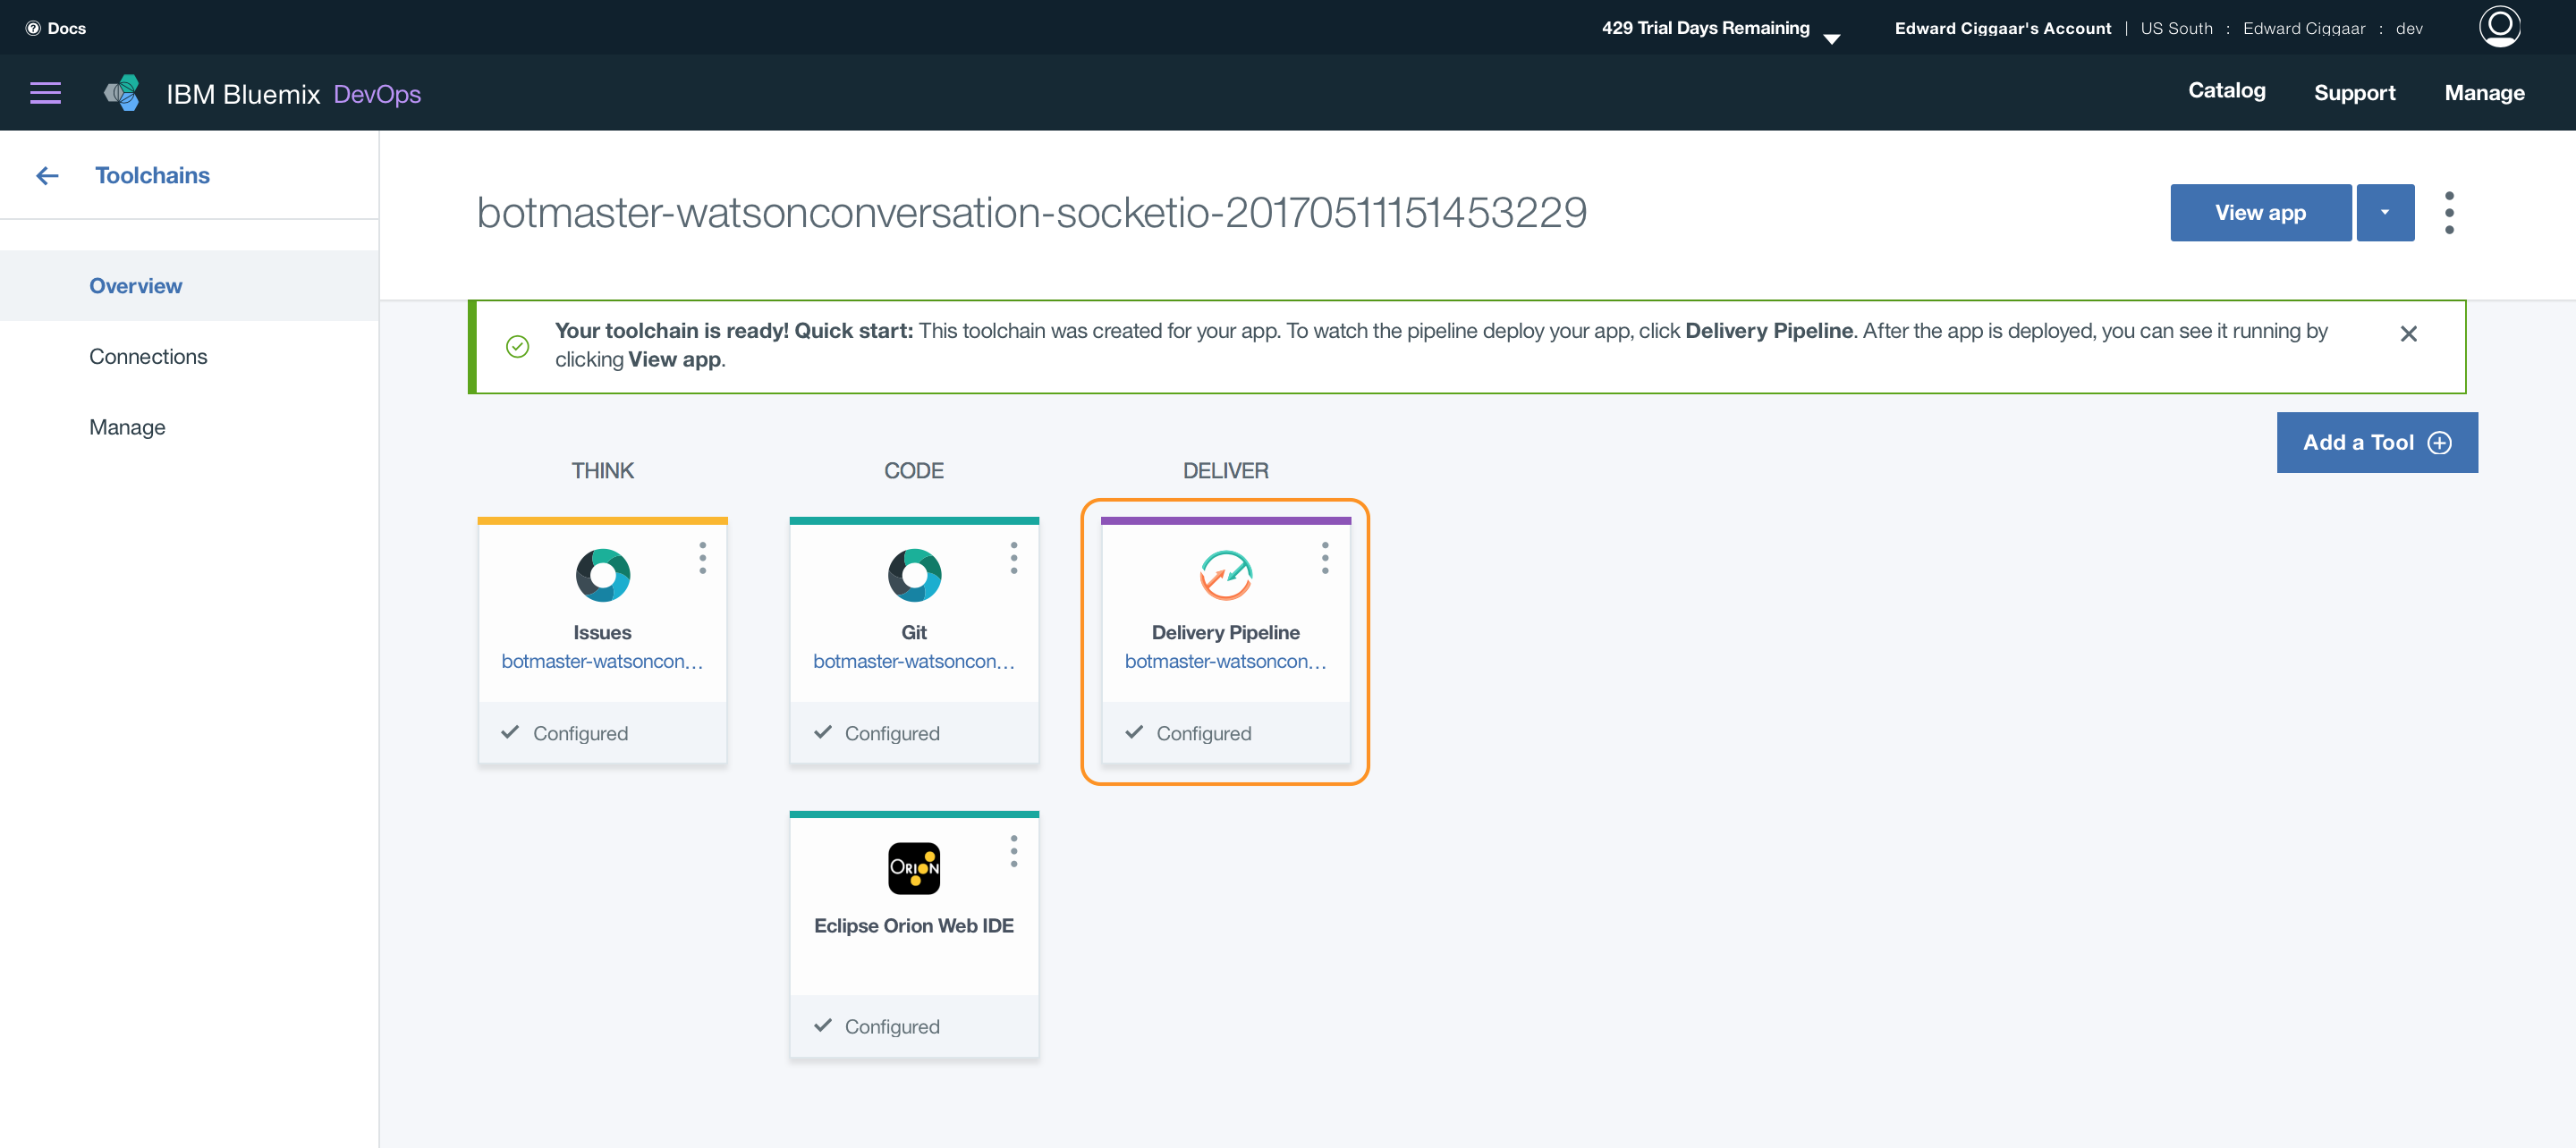 Docs
429 Trial Days Remaining
Edward Ciggaar's Account | US South : Edward Ciggaar : dev
IBM Bluemix DevOps
Catalog
Support
Manage
Toolchains
Overview
Connections
Manage
botmaster-watsonconversation-socketio-20170511151453229
View app
Your toolchain is ready! Quick start: This toolchain was created for your app. To watch the pipeline deploy your app, click Delivery Pipeline. After the app is deployed, you can see it running by
clicking View app.
Add a Tool
THINK
CODE
DELIVER
Issues
botmaster-watsoncon...
Configured
Git
botmaster-watsoncon...
Configured
Delivery Pipeline
botmaster-watsoncon...
Configured
ORION
Eclipse Orion Web IDE
Configured